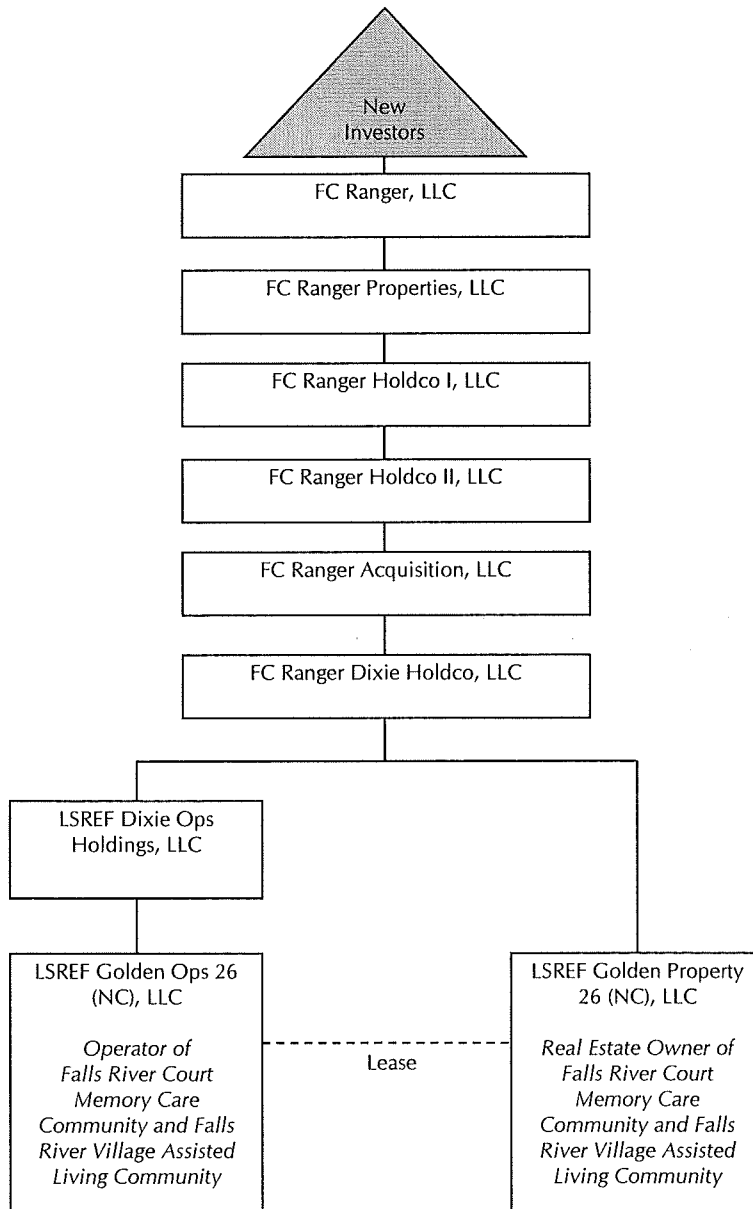 New
Investors
FC Ranger, LLC
FC Ranger Properties, LLC
FC Ranger Holdco I, LLC
FC Ranger Holdco II, LLC
FC Ranger Acquisition, LLC
FC Ranger Dixie Holdco, LLC
LSREF Dixie Ops
Holdings, LLC
LSREF Golden Ops 26
(NC), LLC
Operator of
Falls River Court
Memory Care
Community and Falls
River Village Assisted
Living Community
Lease
LSREF Golden Property
26 (NC), LLC
Real Estate Owner of
Falls River Court
Memory Care
Community and Falls
River Village Assisted
Living Community